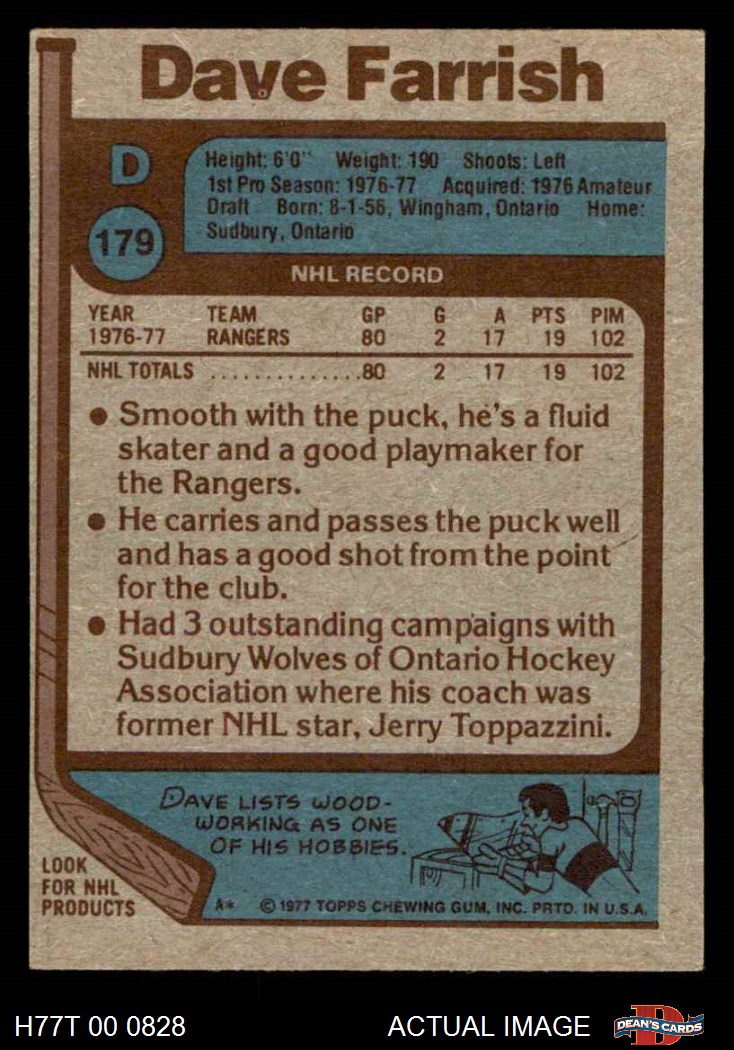 Dave Farrish
D
179
Height: 6'0" Weight: 190 Shoots: Left
1st Pro Season: 1976-77 Acquired: 1976 Amateur
Draft Born: 8-1-56, Wingham, Ontario Home:
Sudbury, Ontario
NHL RECORD
YEAR TEAM GP G A PTS PIM
1976-77 RANGERS 80 2 17 19 102
NHL TOTALS ..............80 2 17 19 102
● Smooth with the puck, he's a fluid
skater and a good playmaker for
the Rangers.
● He carries and passes the puck well
and has a good shot from the point
for the club.
● Had 3 outstanding campaigns with
Sudbury Wolves of Ontario Hockey
Association where his coach was
former NHL star, Jerry Toppazzini.
DAVE LISTS WOOD-
WORKING AS ONE
OF HIS HOBBIES.
LOOK
FOR NHL
PRODUCTS
A* © 1977 TOPPS CHEWING GUM, INC. PRTD. IN U.S.A.
H77T 00 0828 ACTUAL IMAGE
D
DEAN'S CARDS